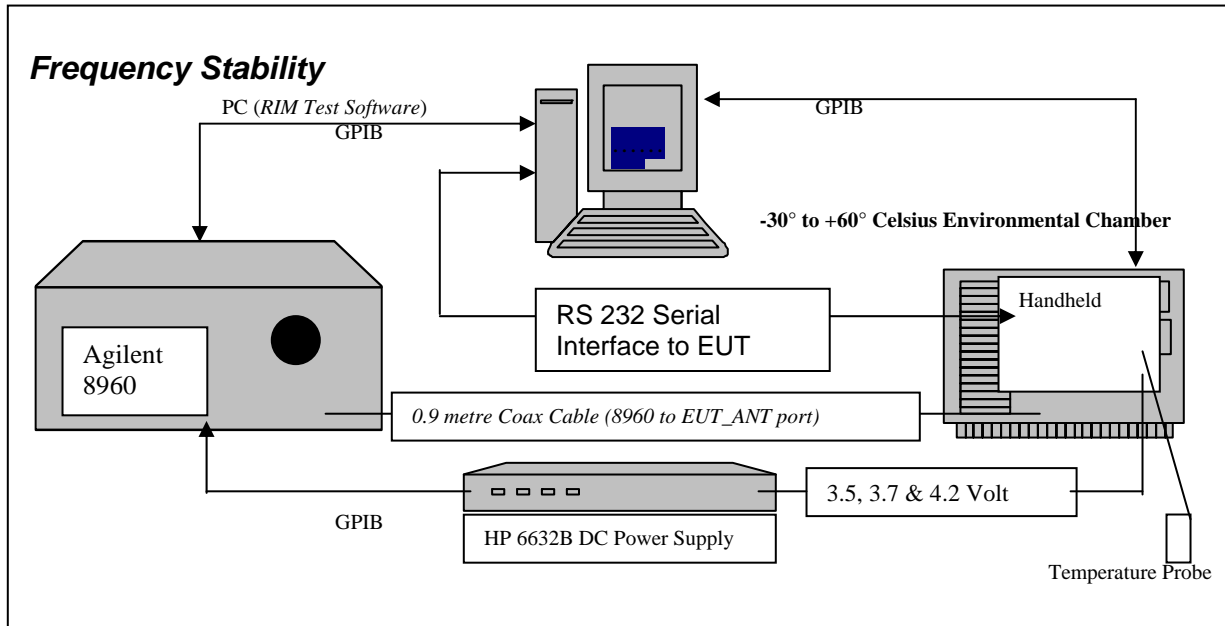 Frequency Stability
PC (RIM Test Software)
GPIB
GPIB
-30° to +60° Celsius Environmental Chamber
Handheld
RS 232 Serial
Interface to EUT
Agilent
8960
0.9 metre Coax Cable (8960 to EUT_ANT port)
3.5, 3.7 & 4.2 Volt
GPIB
HP 6632B DC Power Supply
Temperature Probe